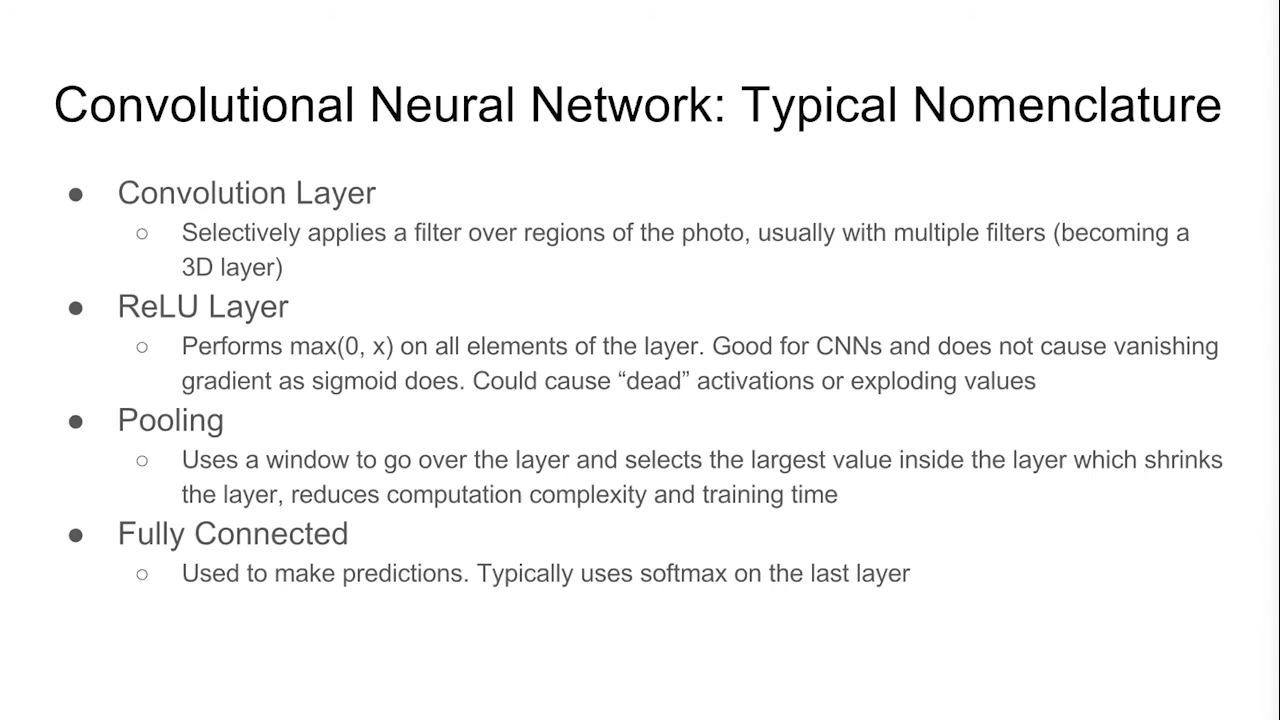 Convolutional Neural Network: Typical Nomenclature
● Convolution Layer
○ Selectively applies a filter over regions of the photo, usually with multiple filters (becoming a
3D layer)
● ReLU Layer
○ Performs max(0, x) on all elements of the layer. Good for CNNs and does not cause vanishing
gradient as sigmoid does. Could cause “dead” activations or exploding values
● Pooling
○ Uses a window to go over the layer and selects the largest value inside the layer which shrinks
the layer, reduces computation complexity and training time
● Fully Connected
○ Used to make predictions. Typically uses softmax on the last layer